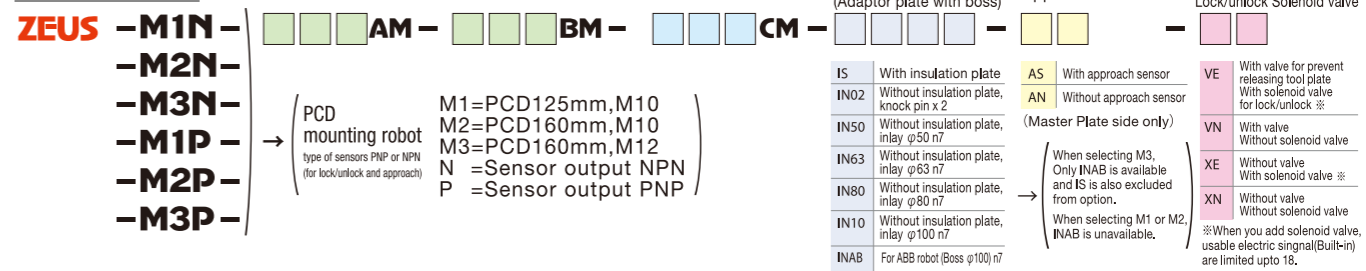 (Adaptor plate with boss)
Lock/unlock Solenoid valve
ZEUS –M1N– AM– BM– CM– – –
–M2N–
–M3N–
–M1P–
–M2P–
–M3P–
→
PCD
mounting robot
type of sensors PNP or NPN
(for lock/unlock and approach)
M1=PCD125mm,M10
M2=PCD160mm,M10
M3=PCD160mm,M12
N =Sensor output NPN
P =Sensor output PNP
IS With insulation plate
IN02 Without insulation plate,
knock pin x 2
IN50 Without insulation plate,
inlay φ50 n7
IN63 Without insulation plate,
inlay φ63 n7
IN80 Without insulation plate,
inlay φ80 n7
IN10 Without insulation plate,
inlay φ100 n7
INAB For ABB robot (Boss φ100) n7
AS With approach sensor
AN Without approach sensor
(Master Plate side only)
→
When selecting M3,
Only INAB is available
and IS is also excluded
from option.
When selecting M1 or M2,
INAB is unavailable.
VE With valve for prevent
releasing tool plate
With solenoid valve
for lock/unlock ※
VN With valve
Without solenoid valve
XE Without valve
With solenoid valve ※
XN Without valve
Without solenoid valve
※When you add solenoid valve,
usable electric singnal(Built-in)
are limited upto 18.